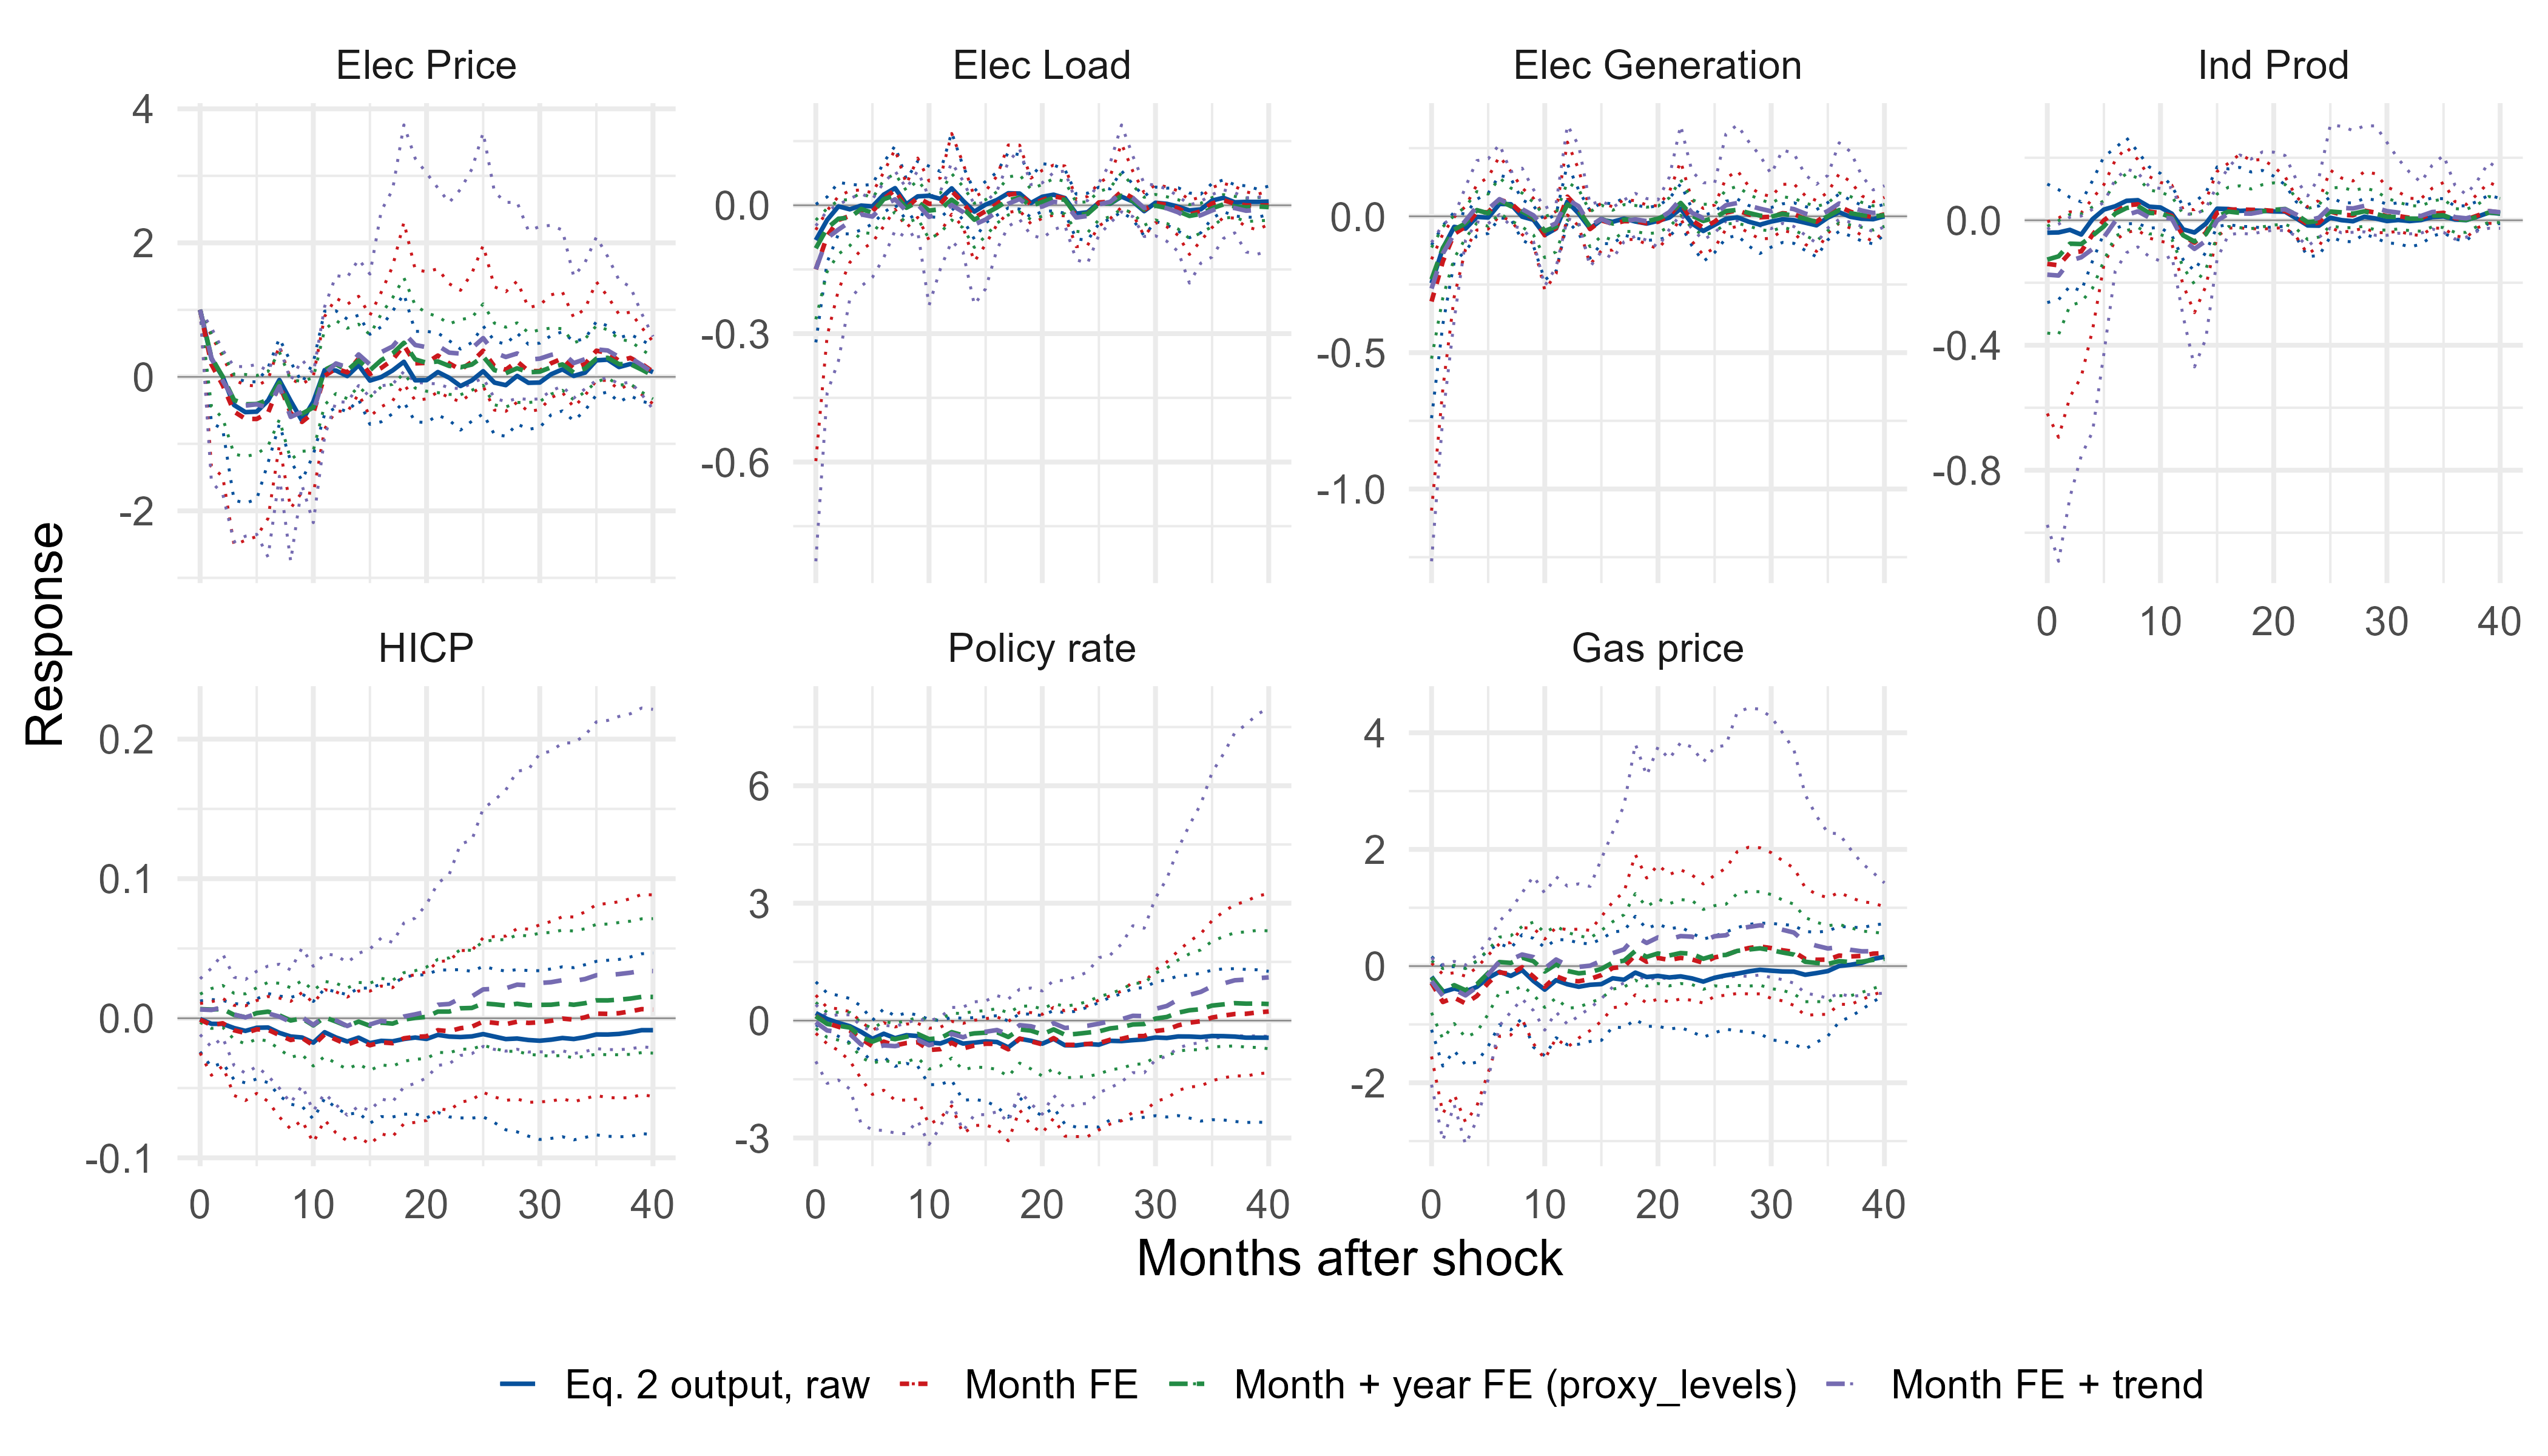 Elec Price
Elec Load
Elec Generation
Ind Prod
4
2
0
-2
0.0
-0.3
-0.6
0.0
-0.5
-1.0
0.0
-0.4
-0.8
0 10 20 30 40
Response
HICP
Policy rate
Gas price
0.2
0.1
0.0
-0.1
6
3
0
-3
4
2
0
-2
0 10 20 30 40
0 10 20 30 40
0 10 20 30 40
Months after shock
Eq. 2 output, raw Month FE Month + year FE (proxy_levels) Month FE + trend